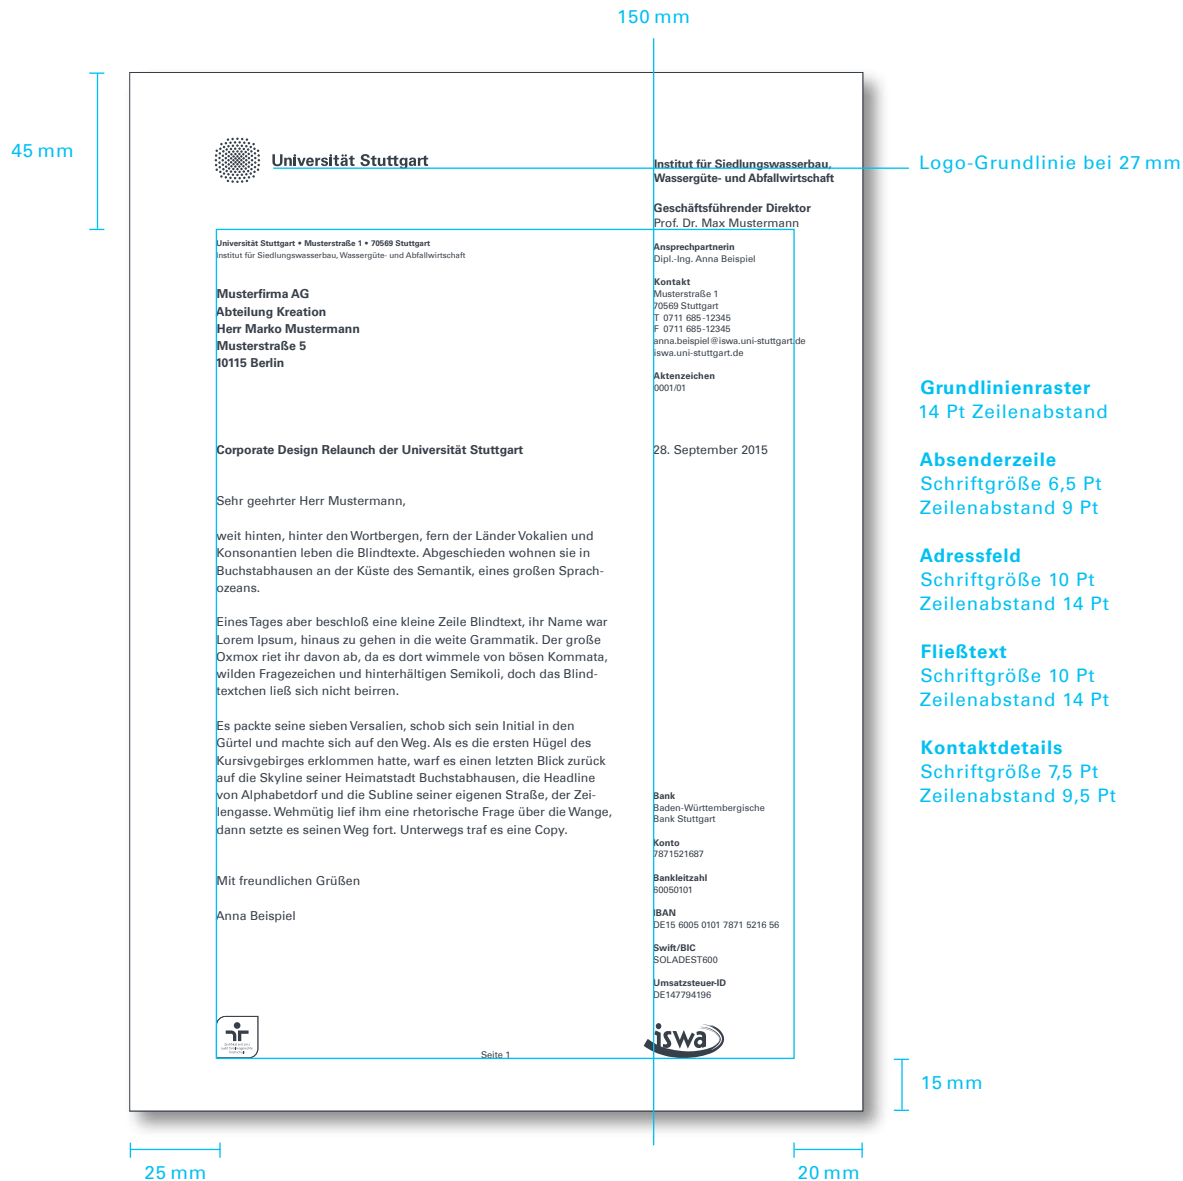 150 mm
45 mm
Universität Stuttgart
Institut für Siedlungswasserbau,
Wassergüte- und Abfallwirtschaft
Logo-Grundlinie bei 27 mm
Geschäftsführender Direktor
Prof. Dr. Max Mustermann
Universität Stuttgart • Musterstraße 1 • 70569 Stuttgart
Institut für Siedlungswasserbau, Wassergüte- und Abfallwirtschaft
Ansprechpartnerin
Dipl.-Ing. Anna Beispiel
Kontakt
Musterstraße 1
70569 Stuttgart
T 0711 685-12345
F 0711 685-12345
anna.beispiel@iswa.uni-stuttgart.de
iswa.uni-stuttgart.de
Aktenzeichen
0001/01
Musterfirma AG
Abteilung Kreation
Herr Marko Mustermann
Musterstraße 5
10115 Berlin
Corporate Design Relaunch der Universität Stuttgart
28. September 2015
Sehr geehrter Herr Mustermann,
weit hinten, hinter den Wortbergen, fern der Länder Vokalien und
Konsonantien leben die Blindtexte. Abgeschieden wohnen sie in
Buchstabhausen an der Küste des Semantik, eines großen Sprach-
ozeans.
Eines Tages aber beschloß eine kleine Zeile Blindtext, ihr Name war
Lorem Ipsum, hinaus zu gehen in die weite Grammatik. Der große
Oxmox riet ihr davon ab, da es dort wimmele von bösen Kommata,
wilden Fragezeichen und hinterhältigen Semikoli, doch das Blind-
textchen ließ sich nicht beirren.
Es packte seine sieben Versalien, schob sich sein Initial in den
Gürtel und machte sich auf den Weg. Als es die ersten Hügel des
Kursivgebirges erklommen hatte, warf es einen letzten Blick zurück
auf die Skyline seiner Heimatstadt Buchstabhausen, die Headline
von Alphabetdorf und die Subline seiner eigenen Straße, der Zei-
lengasse. Wehmütig lief ihm eine rhetorische Frage über die Wange,
dann setzte es seinen Weg fort. Unterwegs traf es eine Copy.
Mit freundlichen Grüßen
Anna Beispiel
Bank
Baden-Württembergische
Bank Stuttgart
Konto
7871521687
Bankleitzahl
60050101
IBAN
DE15 6005 0101 7871 5216 56
Swift/BIC
SOLADEST600
Umsatzsteuer-ID
DE147794196
iswa
Seite 1
Grundlinienraster
14 Pt Zeilenabstand
Absenderzeile
Schriftgröße 6,5 Pt
Zeilenabstand 9 Pt
Adressfeld
Schriftgröße 10 Pt
Zeilenabstand 14 Pt
Fließtext
Schriftgröße 10 Pt
Zeilenabstand 14 Pt
Kontaktdetails
Schriftgröße 7,5 Pt
Zeilenabstand 9,5 Pt
15 mm
25 mm
20 mm